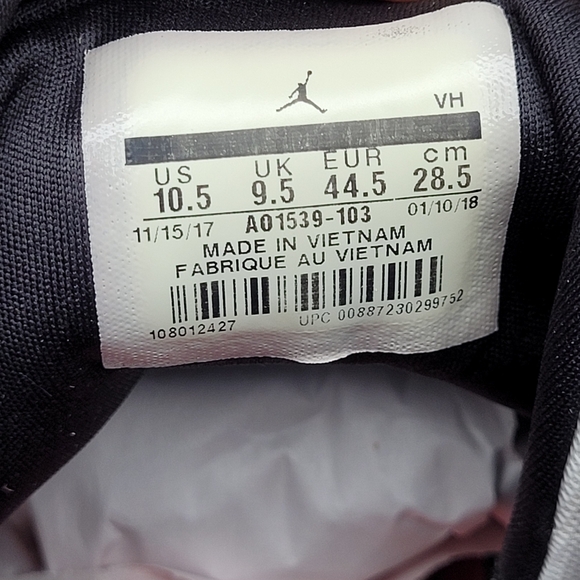 VH
US UK EUR cm
10.5 9.5 44.5 28.5
11/15/17 AO1539-103 01/10/18
MADE IN VIETNAM
FABRIQUE AU VIETNAM
108012427 UPC 00887230299752